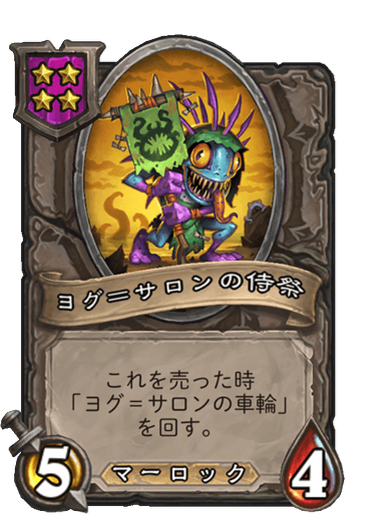 ヨグ=サロンの侍祭
これを売った時
「ヨグ=サロンの車輪」
を回す。
5
マーロック
4